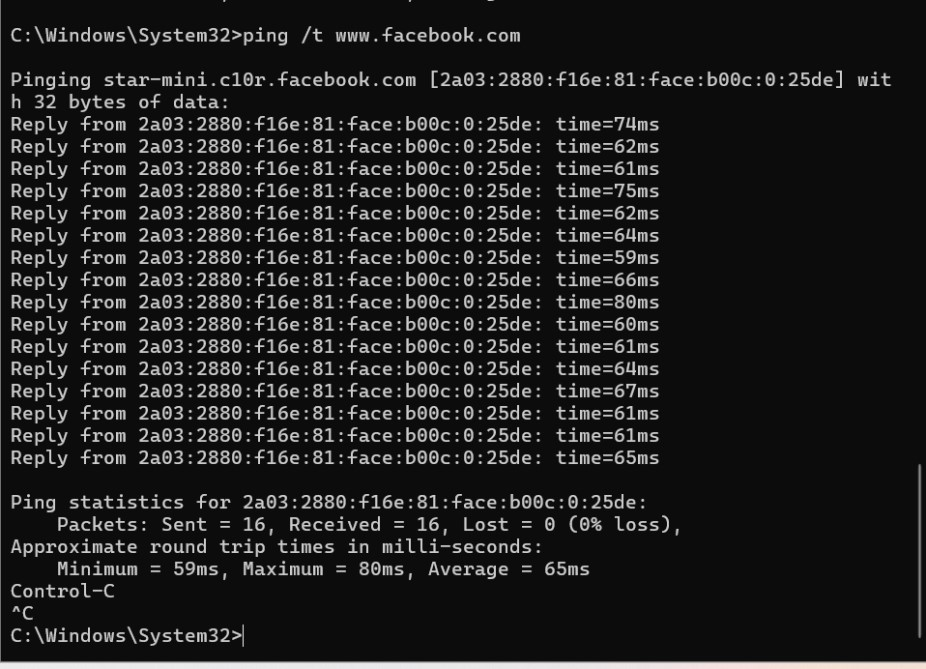 C:\Windows\System32>ping /t www.facebook.com
Pinging star-mini.c10r.facebook.com [2a03:2880:f16e:81:face:b00c:0:25de] wit
h 32 bytes of data:
Reply from 2a03:2880:f16e:81:face:b00c:0:25de: time=74ms
Reply from 2a03:2880:f16e:81:face:b00c:0:25de: time=62ms
Reply from 2a03:2880:f16e:81:face:b00c:0:25de: time=61ms
Reply from 2a03:2880:f16e:81:face:b00c:0:25de: time=75ms
Reply from 2a03:2880:f16e:81:face:b00c:0:25de: time=62ms
Reply from 2a03:2880:f16e:81:face:b00c:0:25de: time=64ms
Reply from 2a03:2880:f16e:81:face:b00c:0:25de: time=59ms
Reply from 2a03:2880:f16e:81:face:b00c:0:25de: time=66ms
Reply from 2a03:2880:f16e:81:face:b00c:0:25de: time=80ms
Reply from 2a03:2880:f16e:81:face:b00c:0:25de: time=60ms
Reply from 2a03:2880:f16e:81:face:b00c:0:25de: time=61ms
Reply from 2a03:2880:f16e:81:face:b00c:0:25de: time=64ms
Reply from 2a03:2880:f16e:81:face:b00c:0:25de: time=67ms
Reply from 2a03:2880:f16e:81:face:b00c:0:25de: time=61ms
Reply from 2a03:2880:f16e:81:face:b00c:0:25de: time=61ms
Reply from 2a03:2880:f16e:81:face:b00c:0:25de: time=65ms
Ping statistics for 2a03:2880:f16e:81:face:b00c:0:25de:
    Packets: Sent = 16, Received = 16, Lost = 0 (0% loss),
Approximate round trip times in milli-seconds:
    Minimum = 59ms, Maximum = 80ms, Average = 65ms
Control-C
^C
C:\Windows\System32>